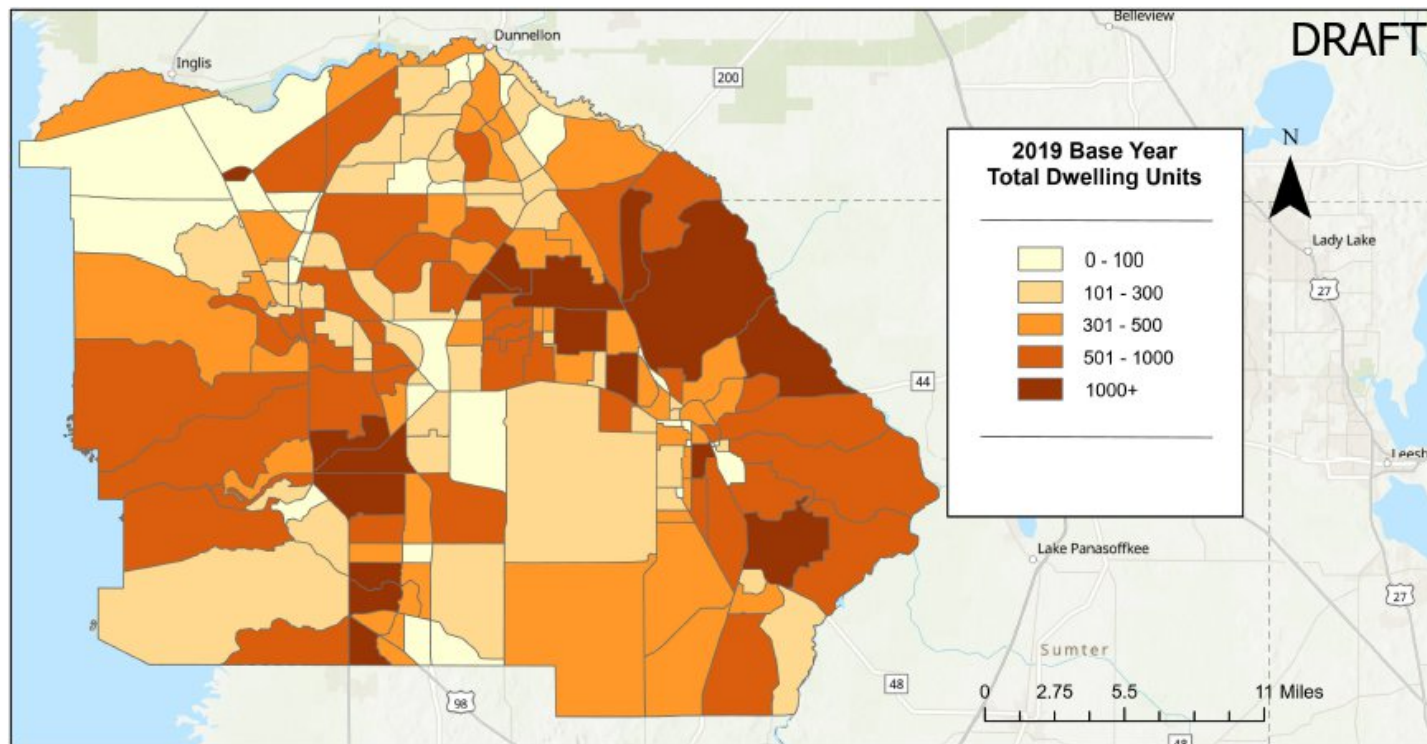 Belleview
DRAFT
Dunnellon
Inglis
200
2019 Base Year
Total Dwelling Units
N
0 - 100
101 - 300
301 - 500
501 - 1000
1000+
Lady Lake
27
44
Leesb
Lake Panasoffkee
27
Sumter
48
98
0 2.75 5.5 11 Miles
48